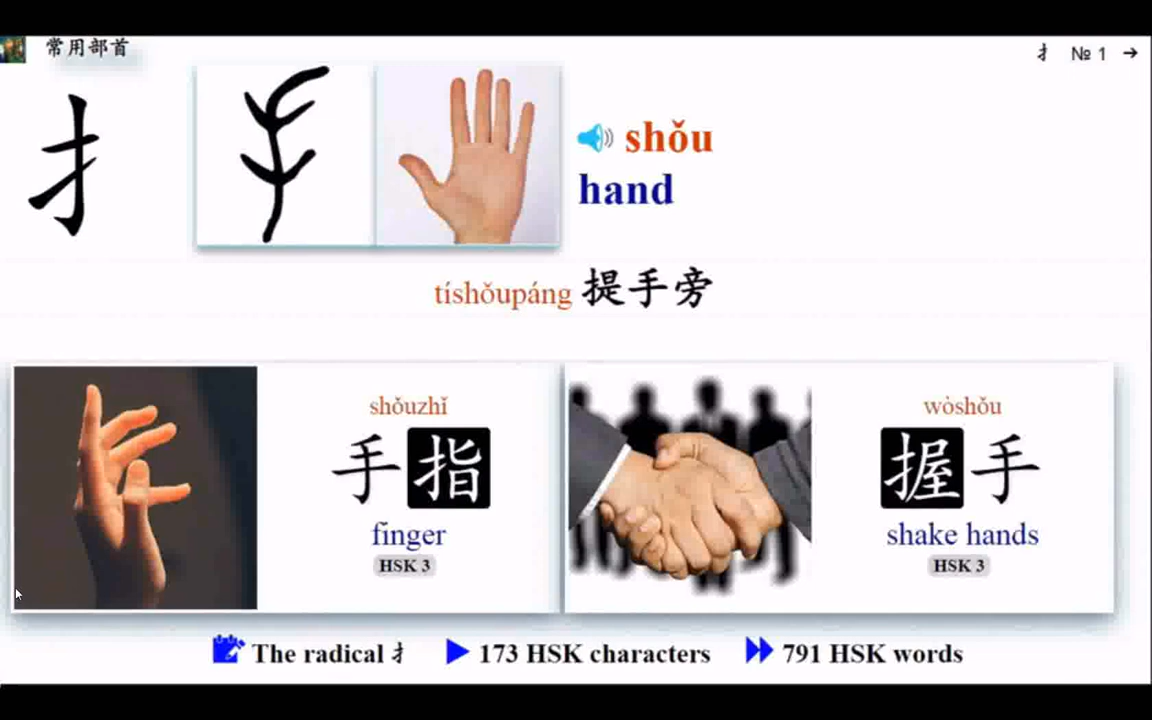 常用部首
扌 № 1 →
扌
shǒu
hand
tíshǒupáng 提手旁
shǒuzhǐ
手指
finger
HSK 3
wòshǒu
握手
shake hands
HSK 3
The radical 扌
173 HSK characters
791 HSK words